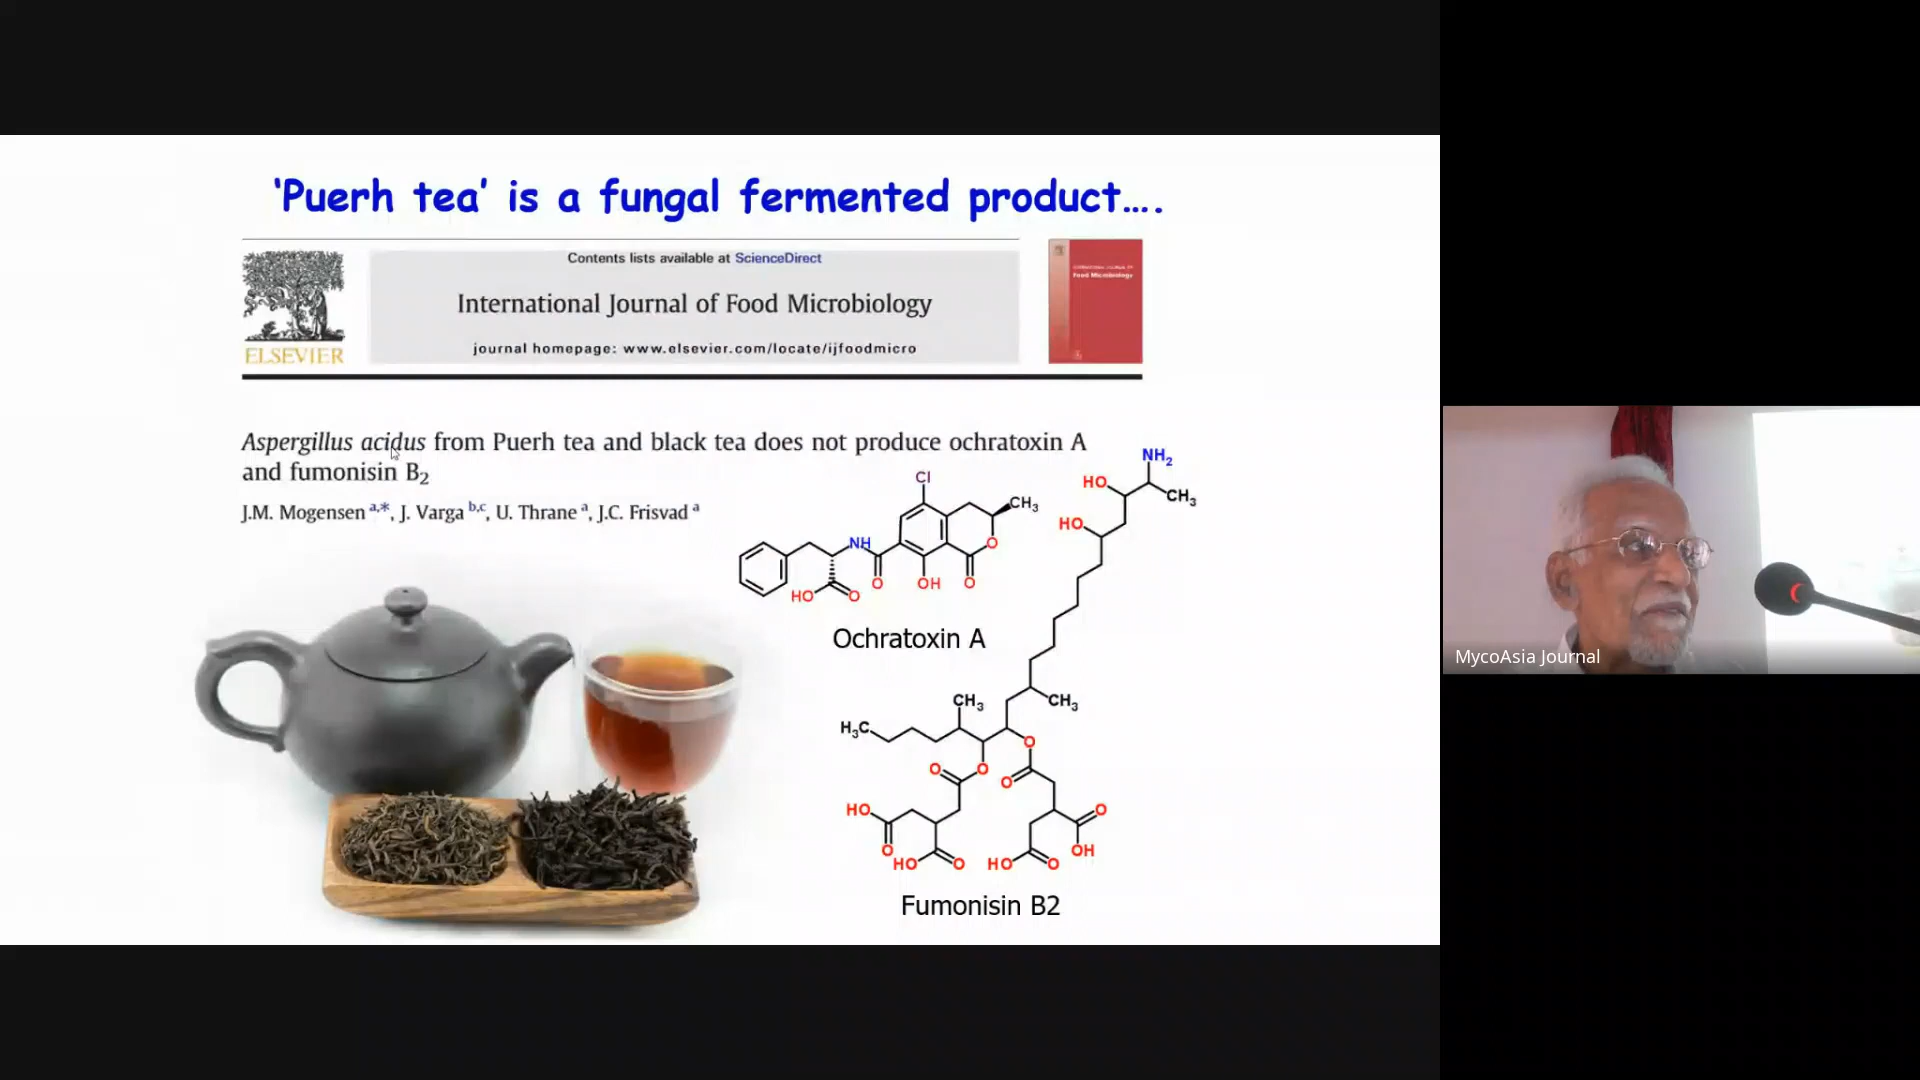 ‘Puerh tea’ is a fungal fermented product….
Contents lists available at ScienceDirect
International Journal of Food Microbiology
journal homepage: www.elsevier.com/locate/ijfoodmicro
ELSEVIER
Food Microbiology
Aspergillus acidus from Puerh tea and black tea does not produce ochratoxin A
and fumonisin B2
J.M. Mogensen a,*, J. Varga b,c, U. Thrane a, J.C. Frisvad a
Cl
CH3
NH
O
HO
O
O
OH
O
Ochratoxin A
NH2
HO
CH3
HO
CH3
CH3
H3C
O
O
O
O
HO
O
O
HO
O
HO
O
OH
Fumonisin B2
MycoAsia Journal